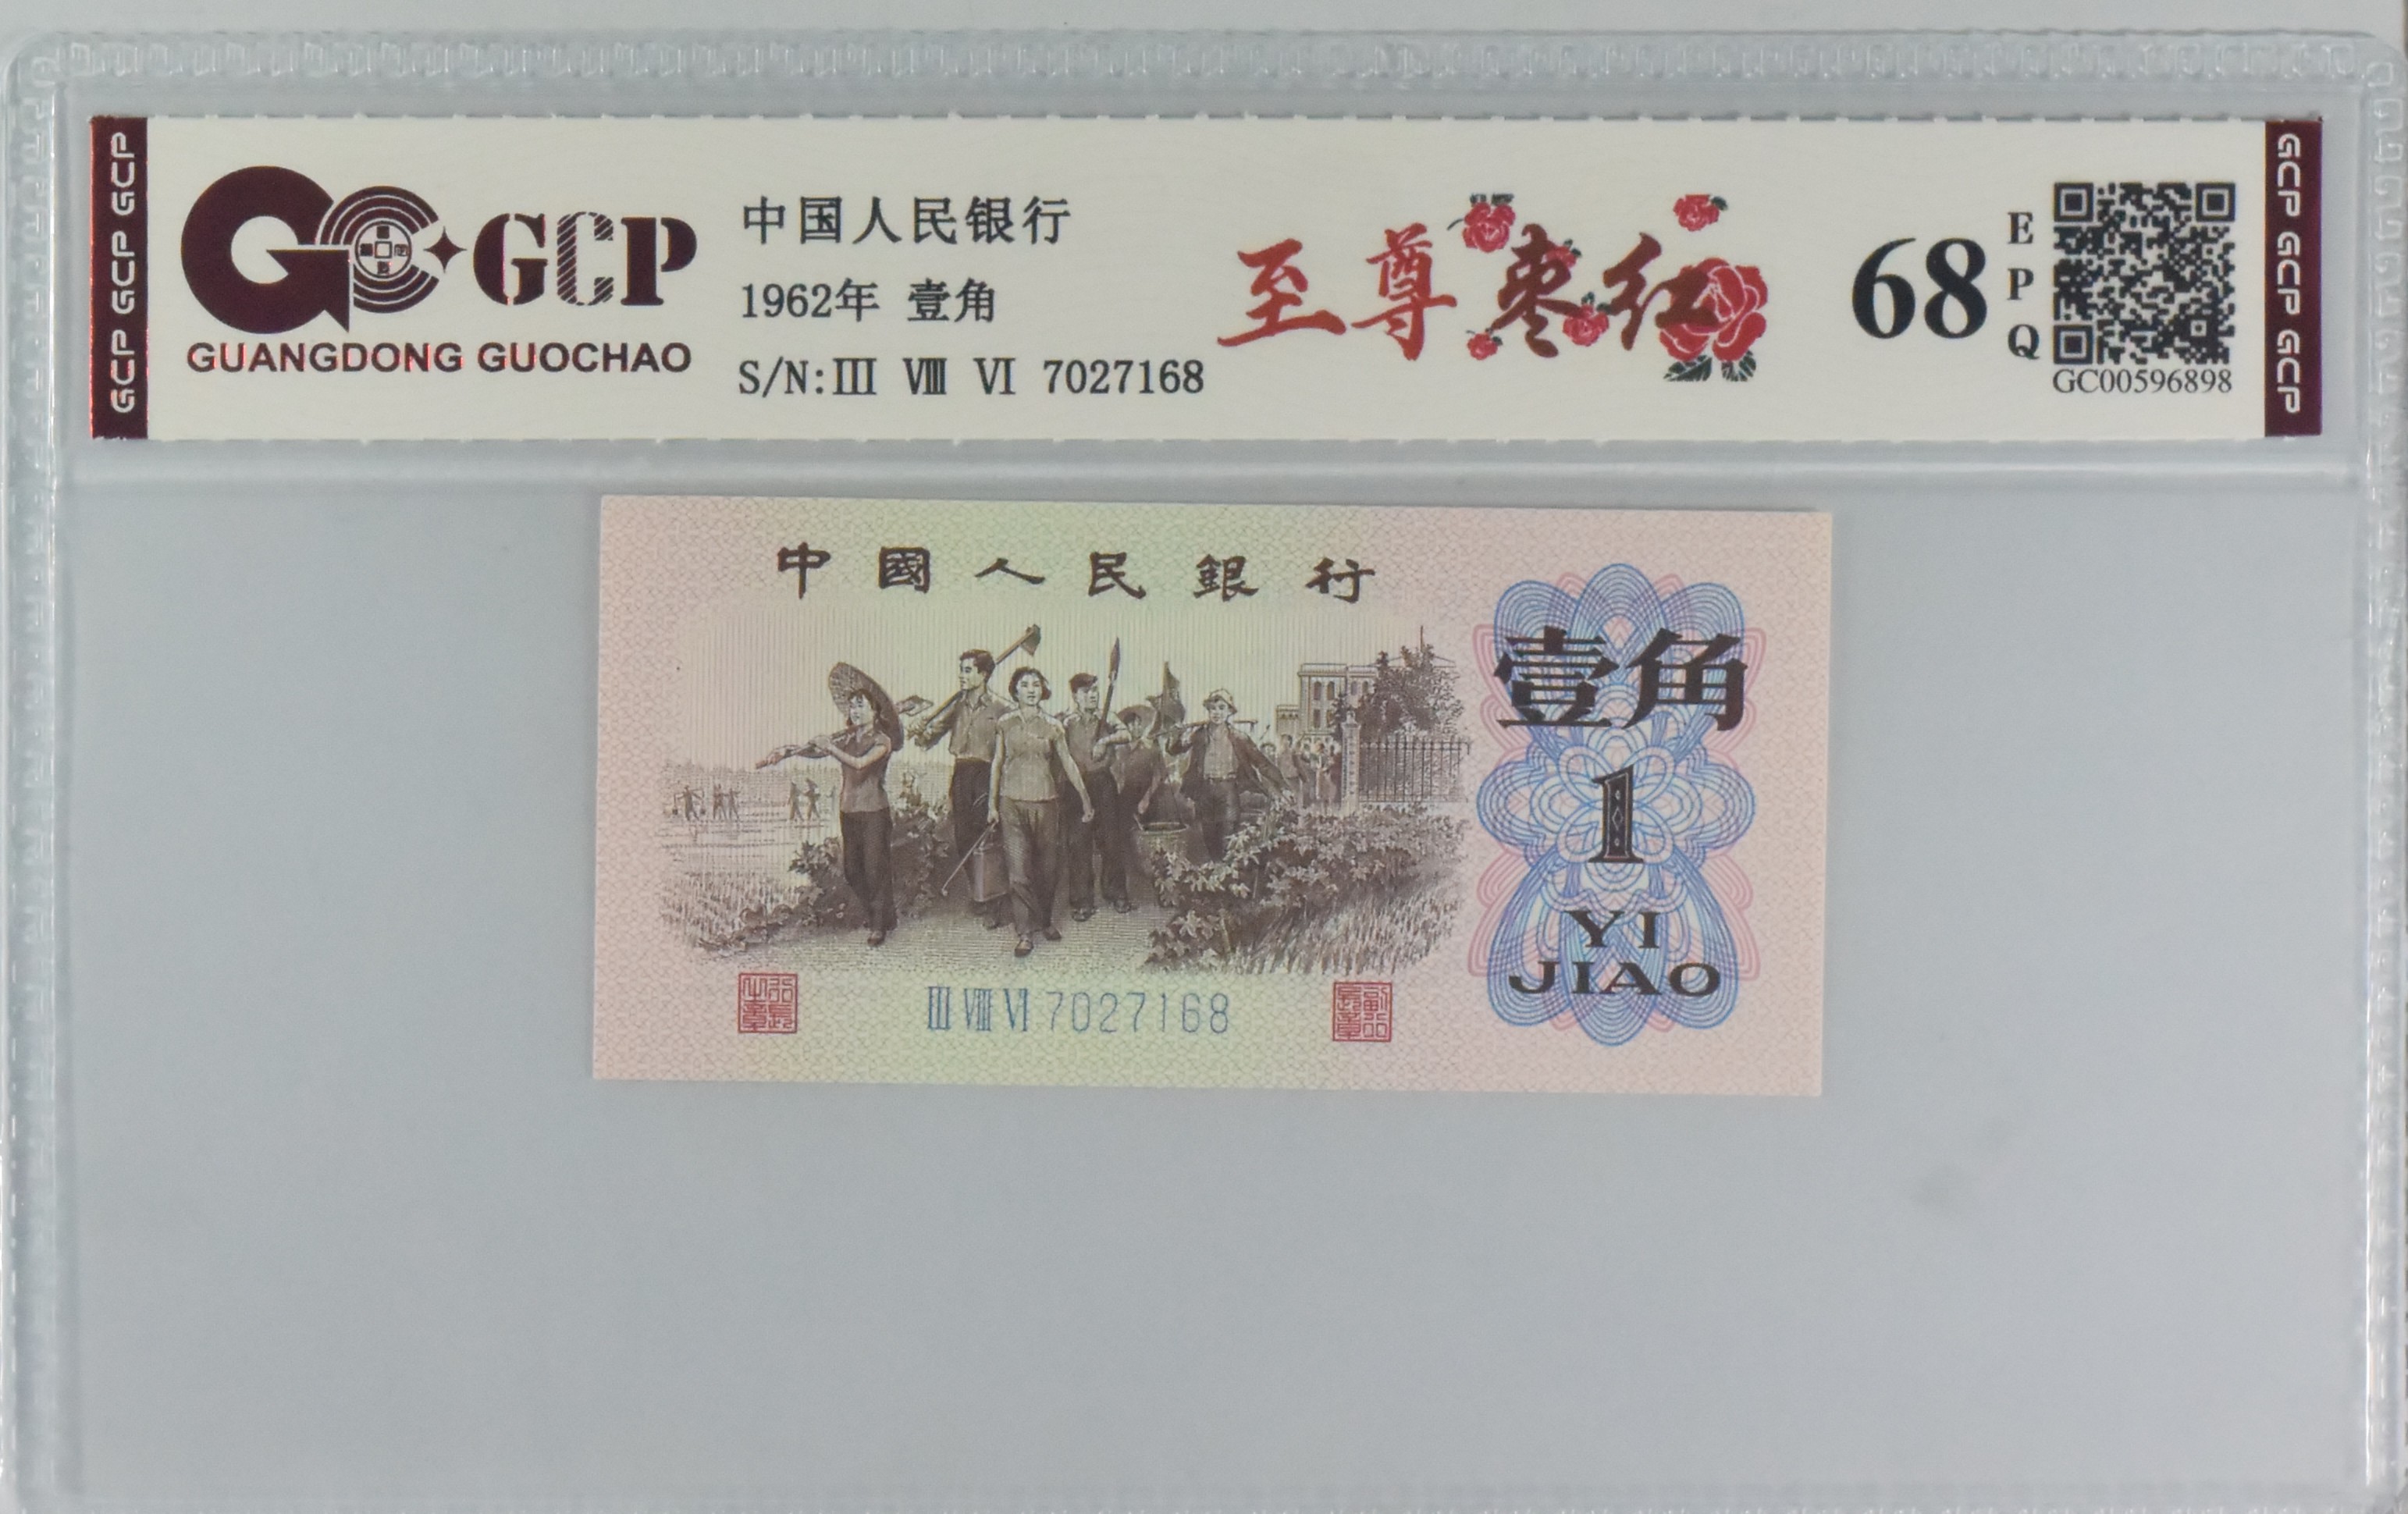 GCP GCP GCP
GCP
GUANGDONG GUOCHAO
中国人民银行
1962年 壹角
S/N:III VIII VI 7027168
至尊枣红
68
EPQ
GC00596898
GCP GCP GCP
中國人民銀行
壹角
1
YI
JIAO
III VIII VI 7027168